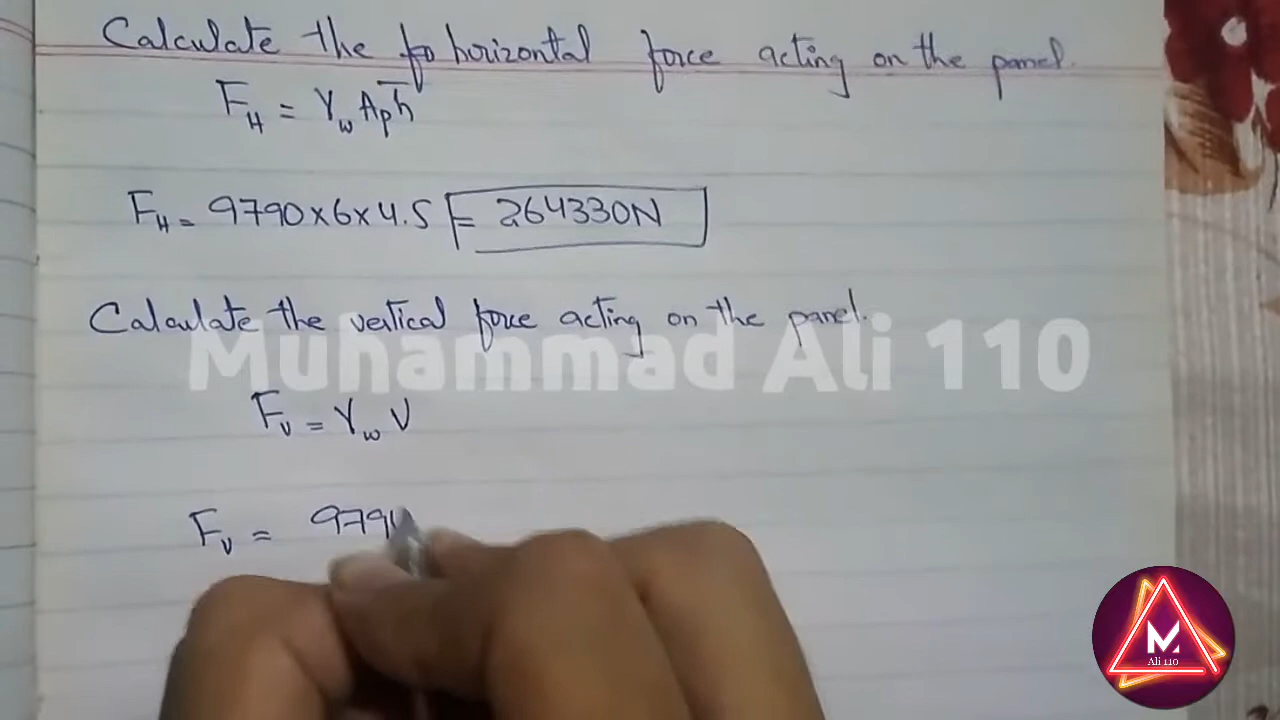 Calculate the fo horizontal force acting on the panel.
F_H = γ_w A_p h̄
F_H = 9790×6×4.5 = 264330N
Calculate the vertical force acting on the panel.
Muhammad Ali 110
F_v = γ_w V
F_v = 979
M
Ali 110